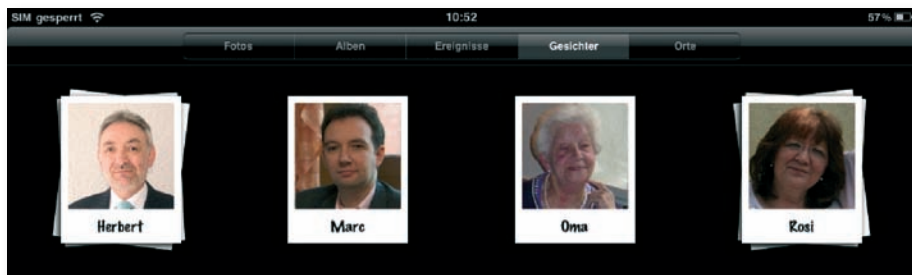 SIM gesperrt 10:52 57 %
Fotos Alben Ereignisse Gesichter Orte
Herbert Marc Oma Rosi